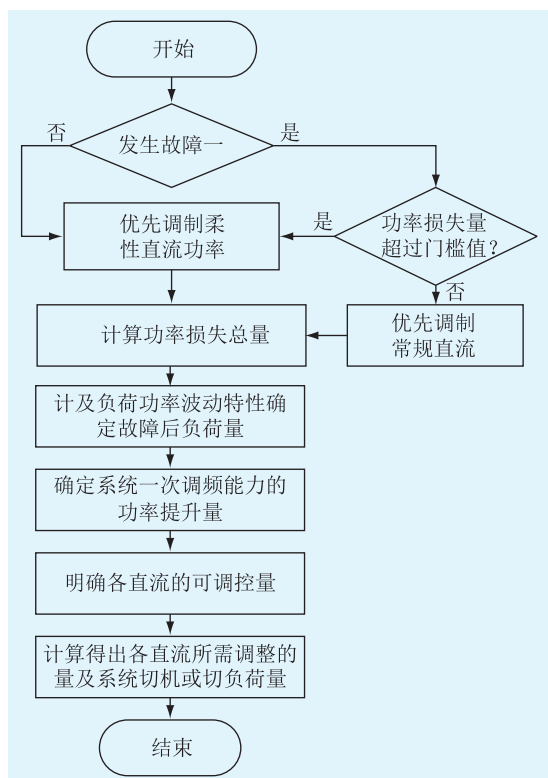 开始
否
发生故障一
是
优先调制柔
性直流功率
是
功率损失量
超过门槛值?
否
计算功率损失总量
优先调制
常规直流
计及负荷功率波动特性确
定故障后负荷量
确定系统一次调频能力的
功率提升量
明确各直流的可调控量
计算得出各直流所需调整的
量及系统切机或切负荷量
结束